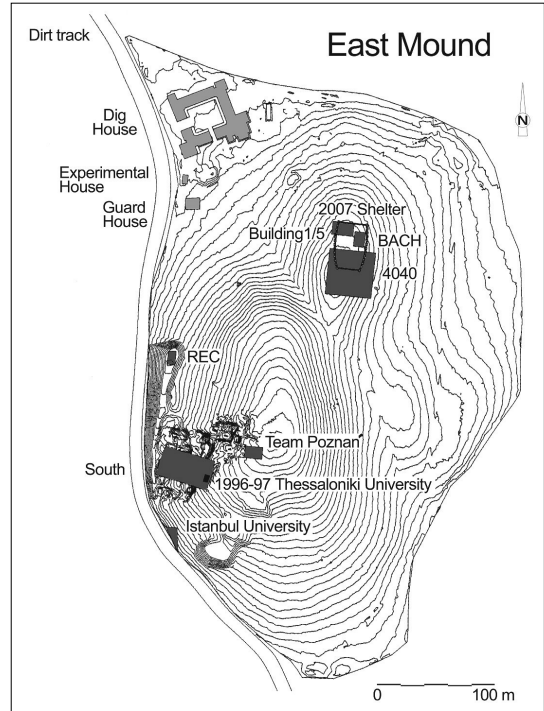 East Mound
Dirt track
N
Dig
House
Experimental
House
Guard
House
2007 Shelter
Building1/5
BACH
4040
REC
Team Poznań
South
1996-97 Thessaloniki University
Istanbul University
0 100 m